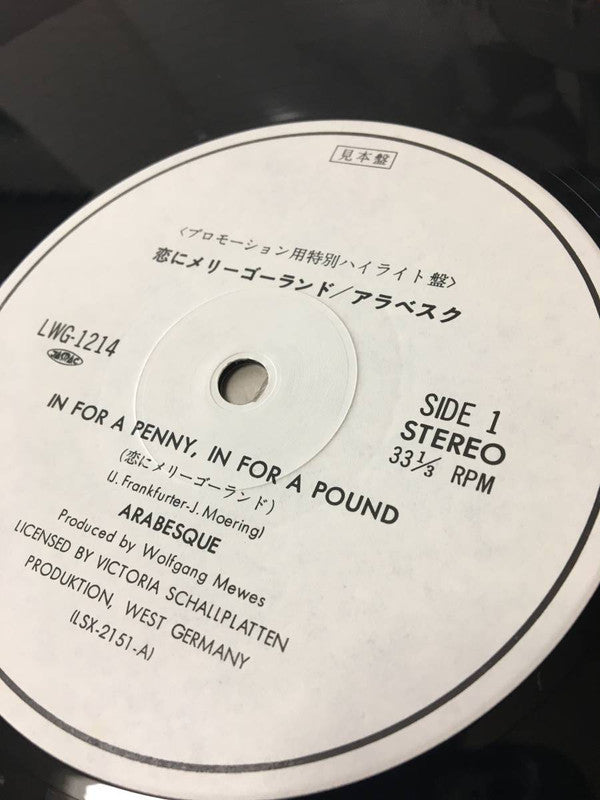 見本盤
〈プロモーション用特別ハイライト盤〉
恋にメリーゴーランド/アラベスク
LWG-1214
JASRAC
SIDE 1
STEREO
33⅓ RPM
IN FOR A PENNY, IN FOR A POUND
(恋にメリーゴーランド)
(J. Frankfurter-J. Moering)
ARABESQUE
Produced by Wolfgang Mewes
LICENSED BY VICTORIA SCHALLPLATTEN
PRODUKTION, WEST GERMANY
(LSX-2151-A)